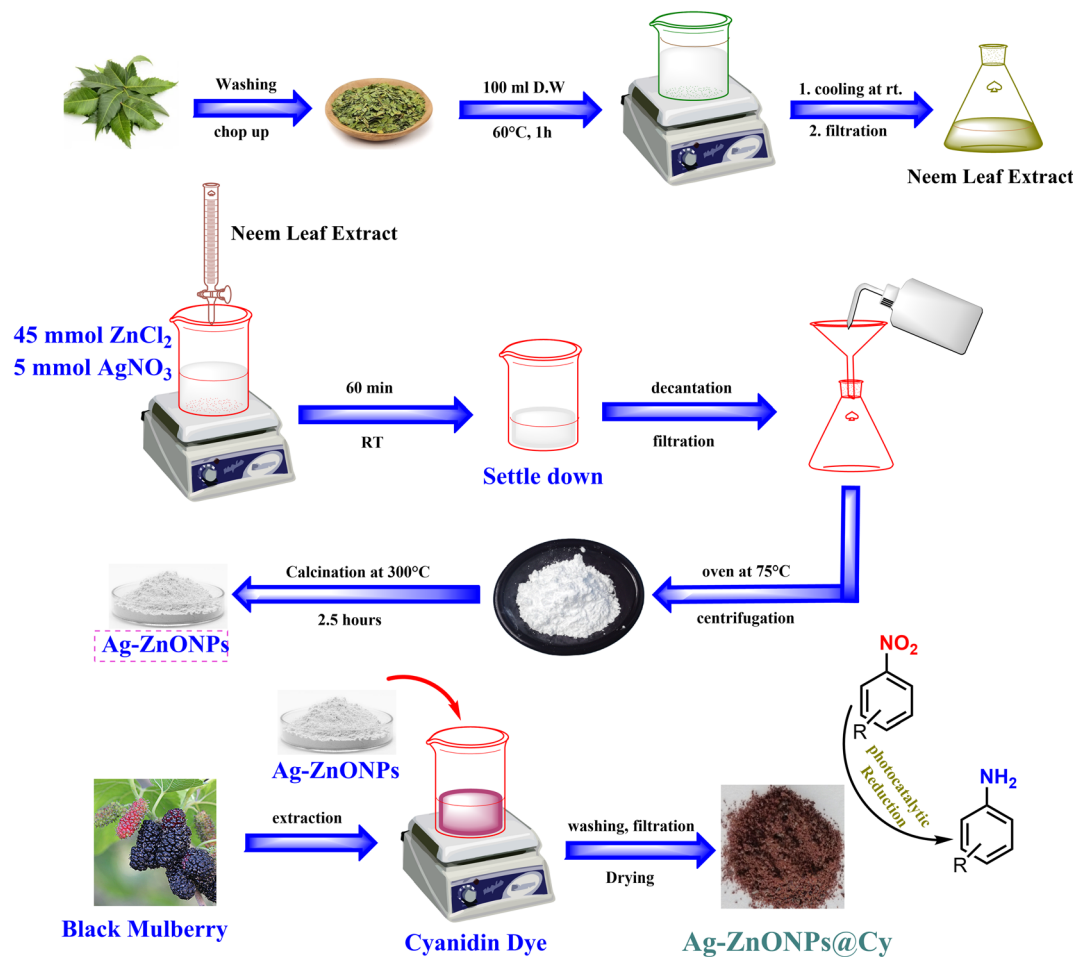 Washing
chop up
100 ml D.W
60°C, 1h
1. cooling at rt.
2. filtration
Neem Leaf Extract
Neem Leaf Extract
45 mmol ZnCl₂
5 mmol AgNO₃
60 min
RT
Settle down
decantation
filtration
oven at 75°C
centrifugation
Calcination at 300°C
2.5 hours
Ag-ZnONPs
Ag-ZnONPs
Black Mulberry
extraction
Cyanidin Dye
washing, filtration
Drying
Ag-ZnONPs@Cy
NO₂
R
photocatalytic
Reduction
NH₂
R